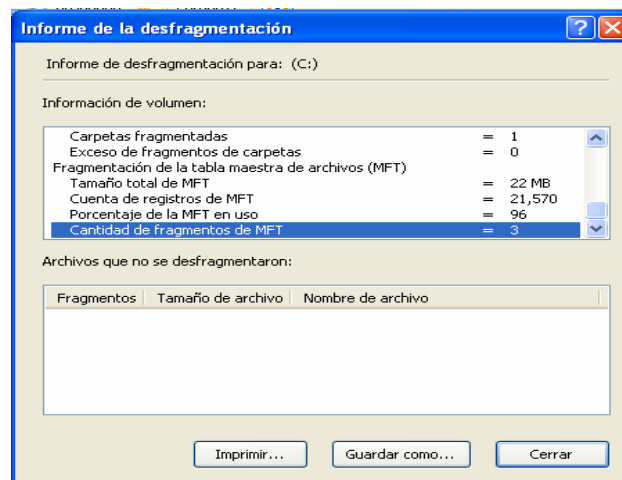 Informe de la desfragmentación
Informe de desfragmentación para: (C:)
Información de volumen:
Carpetas fragmentadas = 1
Exceso de fragmentos de carpetas = 0
Fragmentación de la tabla maestra de archivos (MFT)
Tamaño total de MFT = 22 MB
Cuenta de registros de MFT = 21,570
Porcentaje de la MFT en uso = 96
Cantidad de fragmentos de MFT = 3
Archivos que no se desfragmentaron:
Fragmentos Tamaño de archivo Nombre de archivo
Imprimir... Guardar como... Cerrar